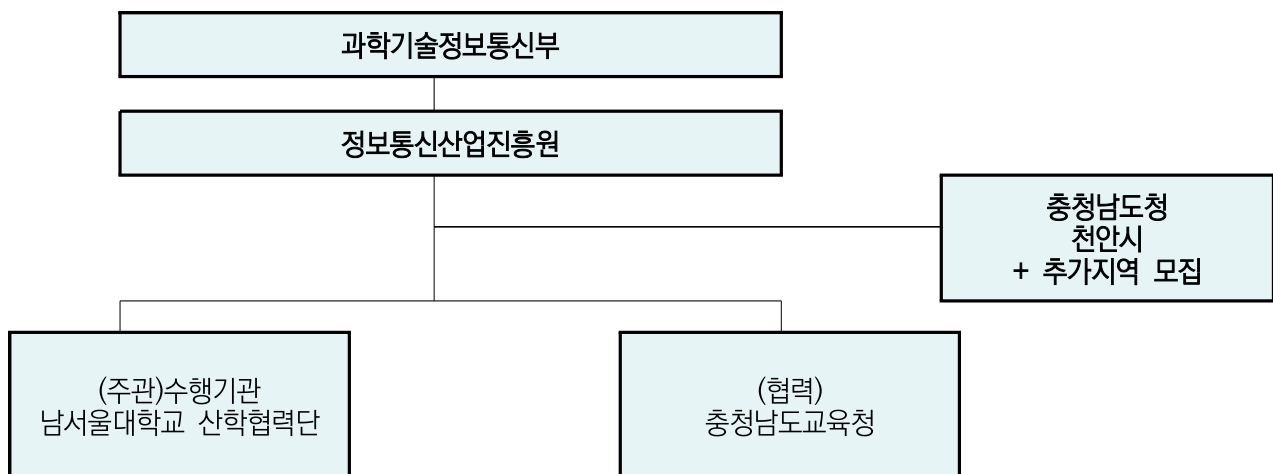 과학기술정보통신부
정보통신산업진흥원
충청남도청
천안시
+ 추가지역 모집
(주관)수행기관
남서울대학교 산학협력단
(협력)
충청남도교육청